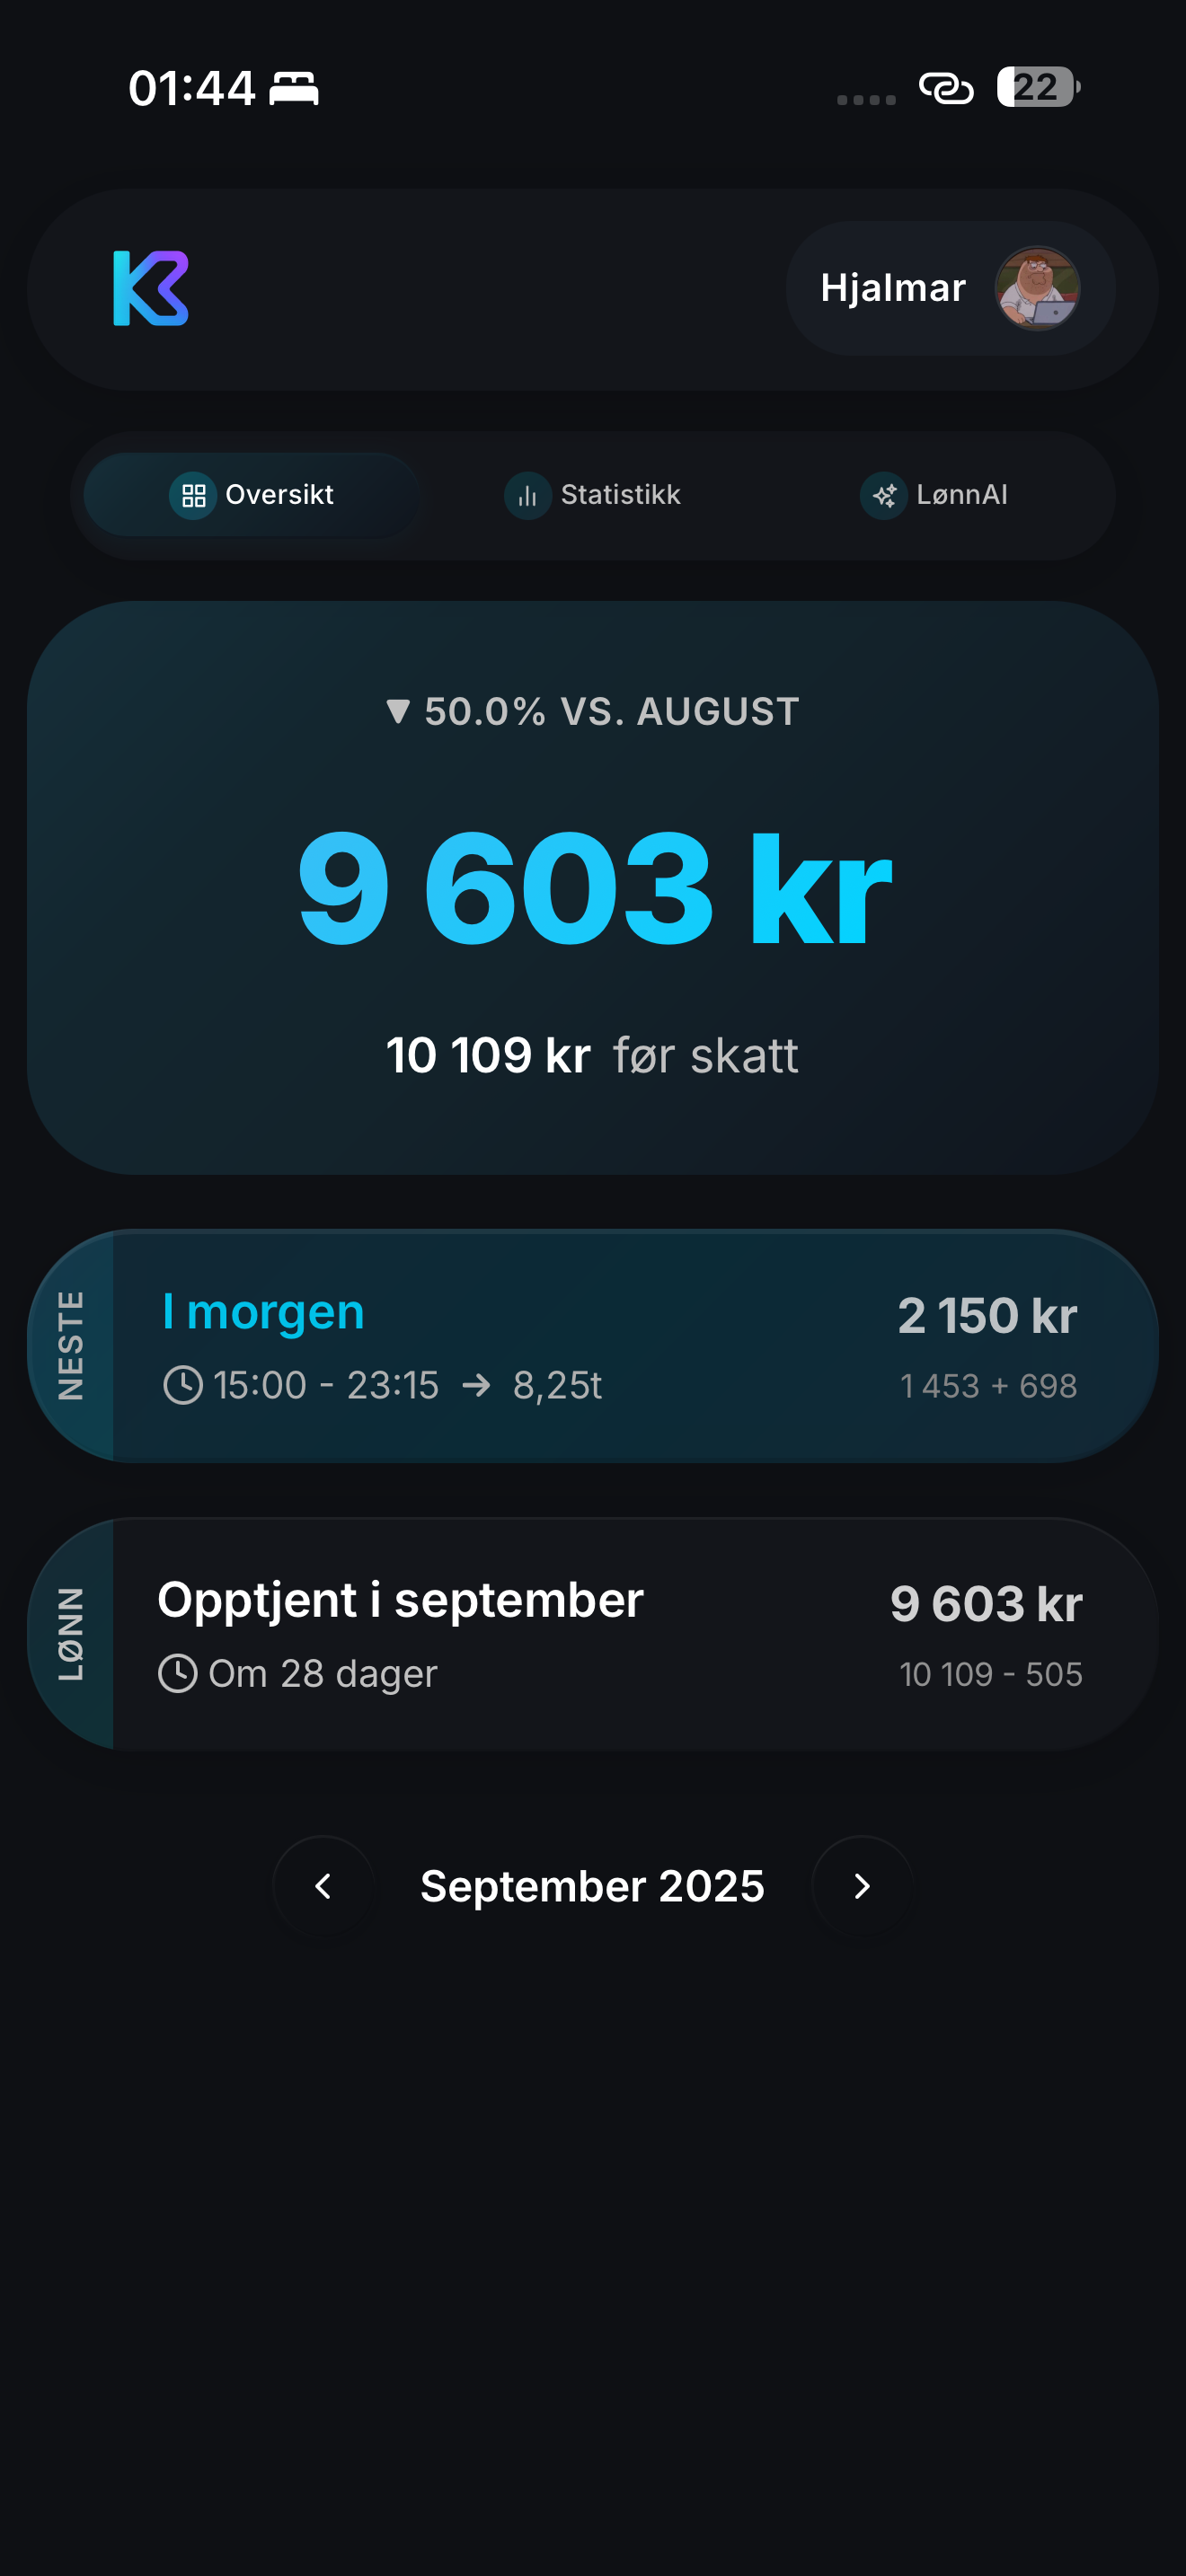 01:44
22
Hjalmar
Oversikt
Statistikk
LønnAI
▼ 50.0% VS. AUGUST
9 603 kr
10 109 kr før skatt
NESTE
I morgen
2 150 kr
15:00 - 23:15 → 8,25t
1 453 + 698
LØNN
Opptjent i september
9 603 kr
Om 28 dager
10 109 - 505
September 2025